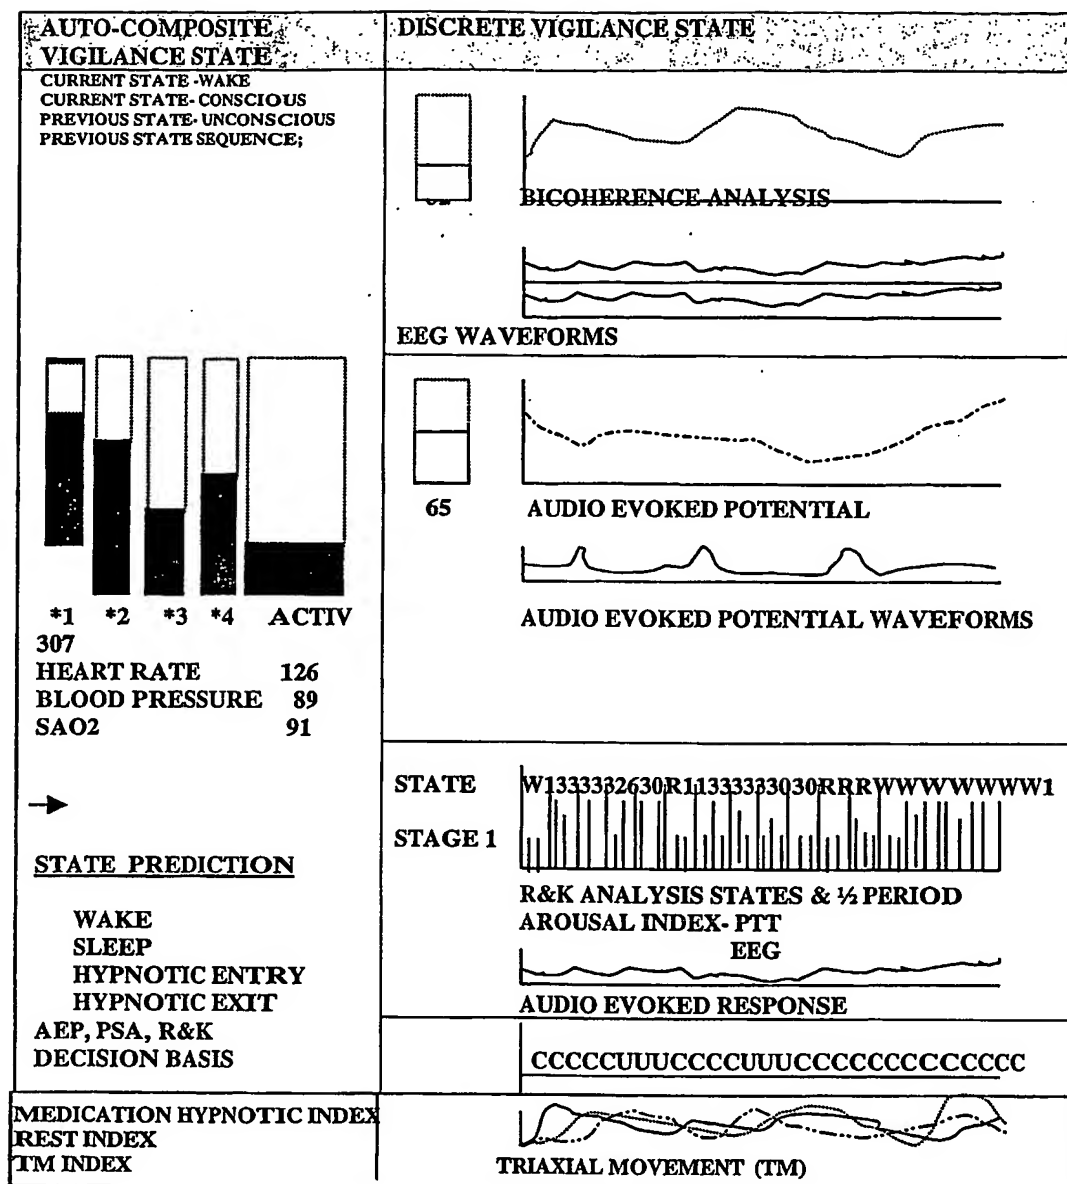 AUTO-COMPOSITE
VIGILANCE STATE
CURRENT STATE -WAKE
CURRENT STATE- CONSCIOUS
PREVIOUS STATE- UNCONSCIOUS
PREVIOUS STATE SEQUENCE;
*1 *2 *3 *4 ACTIV
307
HEART RATE 126
BLOOD PRESSURE 89
SAO2 91
STATE PREDICTION
WAKE
SLEEP
HYPNOTIC ENTRY
HYPNOTIC EXIT
AEP, PSA, R&K
DECISION BASIS
MEDICATION HYPNOTIC INDEX
REST INDEX
TM INDEX
DISCRETE VIGILANCE STATE
BICOHERENCE ANALYSIS
EEG WAVEFORMS
65
AUDIO EVOKED POTENTIAL
AUDIO EVOKED POTENTIAL WAVEFORMS
STATE W1333332630R11333333030RRRWWWWWWWW1
STAGE 1
R&K ANALYSIS STATES & ½ PERIOD
AROUSAL INDEX- PTT
EEG
AUDIO EVOKED RESPONSE
CCCCCUUUCCCCUUUCCCCCCCCCCCCCC
TRIAXIAL MOVEMENT (TM)